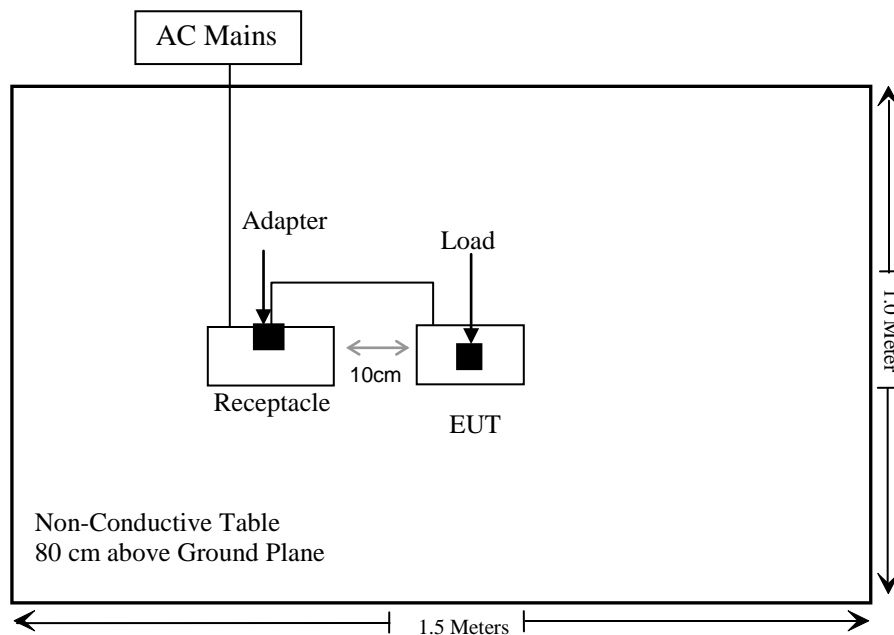 AC Mains
Adapter
Load
10cm
Receptacle
EUT
1.0 Meter
Non-Conductive Table
80 cm above Ground Plane
1.5 Meters